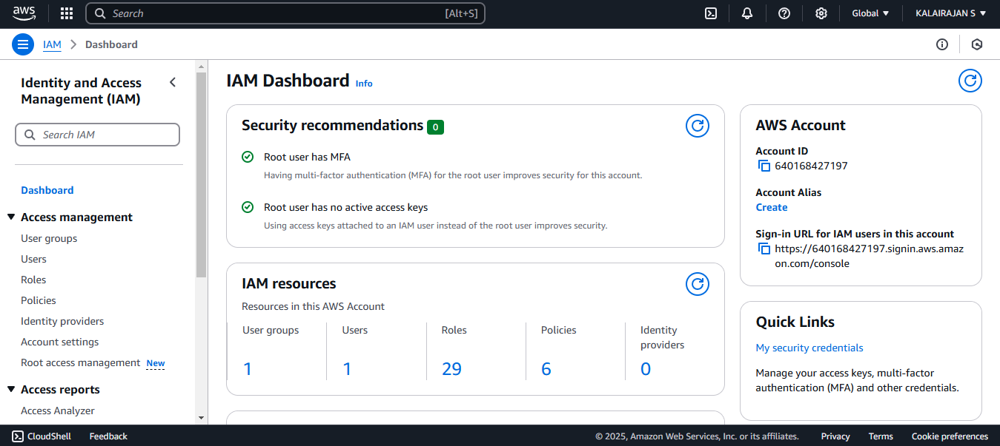 aws
Search [Alt+S]
Global
KALAIRAJAN S
IAM
Dashboard
Identity and Access
Management (IAM)
Search IAM
Dashboard
Access management
User groups
Users
Roles
Policies
Identity providers
Account settings
Root access management New
Access reports
Access Analyzer
IAM Dashboard Info
Security recommendations 0
Root user has MFA
Having multi-factor authentication (MFA) for the root user improves security for this account.
Root user has no active access keys
Using access keys attached to an IAM user instead of the root user improves security.
IAM resources
Resources in this AWS Account
User groups
1
Users
1
Roles
29
Policies
6
Identity
providers
0
AWS Account
Account ID
640168427197
Account Alias
Create
Sign-in URL for IAM users in this account
https://640168427197.signin.aws.amaz
on.com/console
Quick Links
My security credentials
Manage your access keys, multi-factor
authentication (MFA) and other credentials.
CloudShell
Feedback
© 2025, Amazon Web Services, Inc. or its affiliates.
Privacy
Terms
Cookie preferences